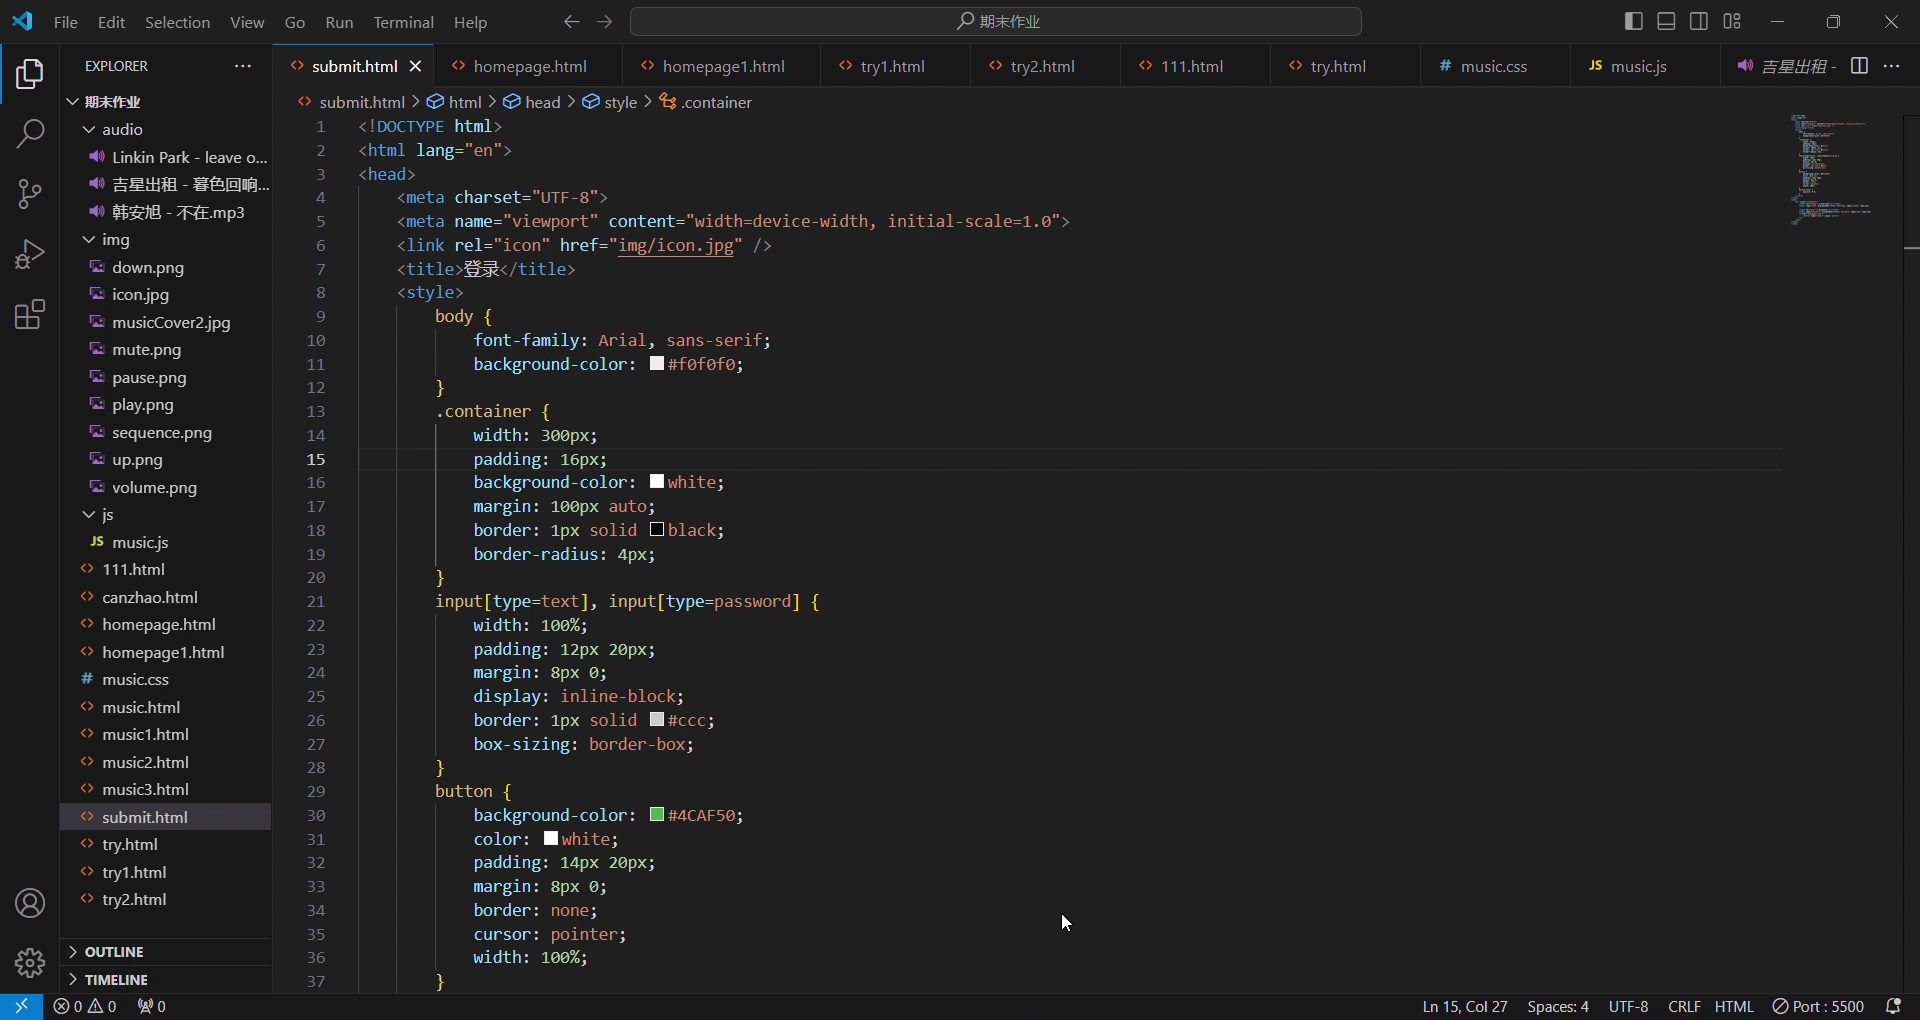 File Edit Selection View Go Run Terminal Help
期末作业
EXPLORER
submit.html
homepage.html
homepage1.html
try1.html
try2.html
111.html
try.html
music.css
music.js
吉星出租 -
submit.html > html > head > style > .container
期末作业
audio
Linkin Park - leave o...
吉星出租 - 暮色回响...
韩安旭 - 不在.mp3
img
down.png
icon.jpg
musicCover2.jpg
mute.png
pause.png
play.png
sequence.png
up.png
volume.png
js
JS music.js
111.html
canzhao.html
homepage.html
homepage1.html
# music.css
music.html
music1.html
music2.html
music3.html
submit.html
try.html
try1.html
try2.html
OUTLINE
TIMELINE
1 <!DOCTYPE html>
2 <html lang="en">
3 <head>
4 <meta charset="UTF-8">
5 <meta name="viewport" content="width=device-width, initial-scale=1.0">
6 <link rel="icon" href="img/icon.jpg" />
7 <title>登录</title>
8 <style>
9 body {
10 font-family: Arial, sans-serif;
11 background-color: #f0f0f0;
12 }
13 .container {
14 width: 300px;
15 padding: 16px;
16 background-color: white;
17 margin: 100px auto;
18 border: 1px solid black;
19 border-radius: 4px;
20 }
21 input[type=text], input[type=password] {
22 width: 100%;
23 padding: 12px 20px;
24 margin: 8px 0;
25 display: inline-block;
26 border: 1px solid #ccc;
27 box-sizing: border-box;
28 }
29 button {
30 background-color: #4CAF50;
31 color: white;
32 padding: 14px 20px;
33 margin: 8px 0;
34 border: none;
35 cursor: pointer;
36 width: 100%;
37 }
0 0 0
Ln 15, Col 27 Spaces: 4 UTF-8 CRLF HTML Port : 5500